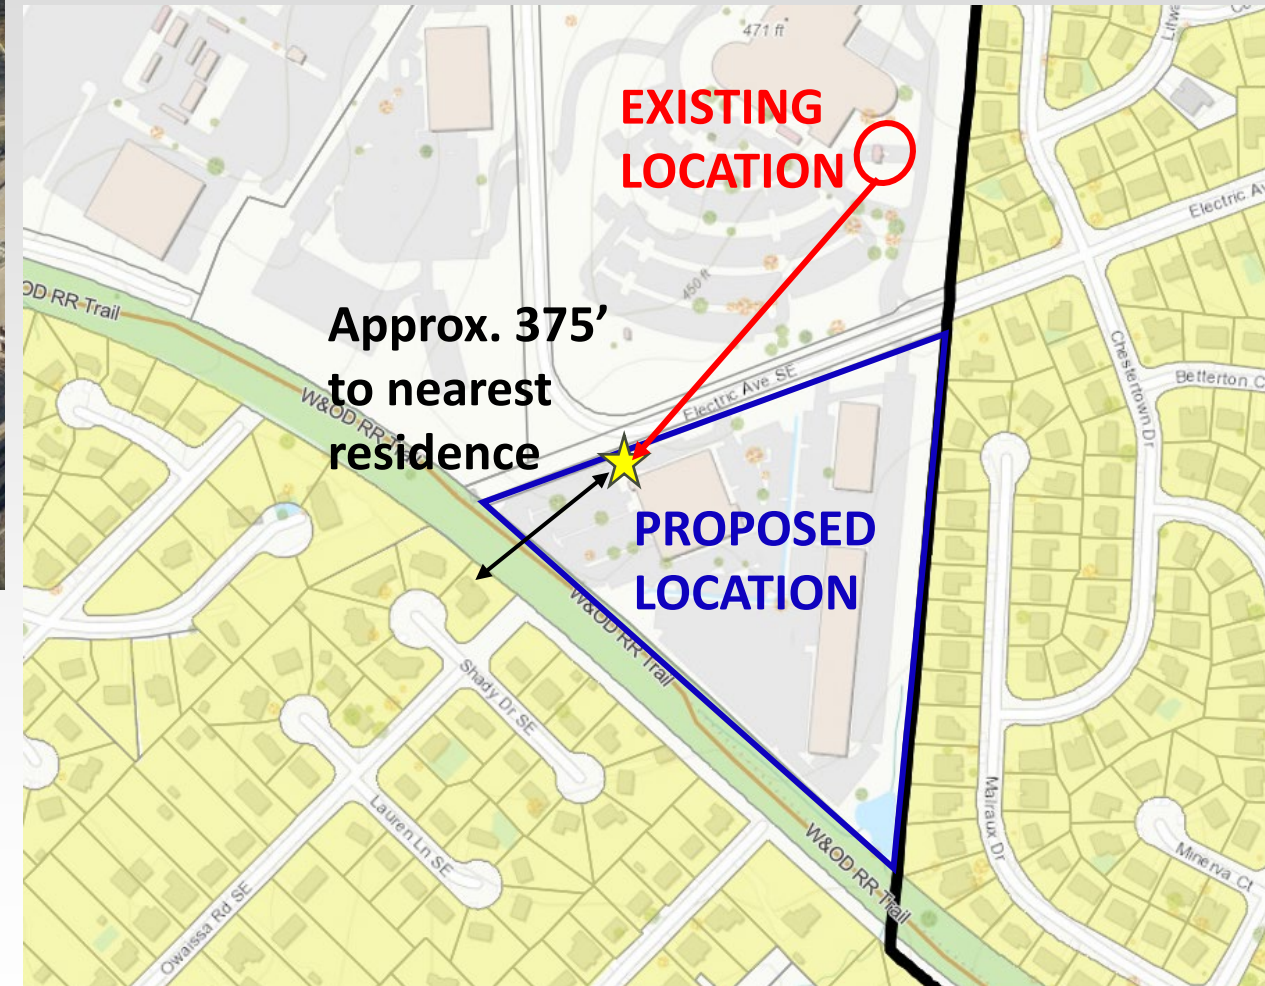 471 ft
Litw
EXISTING
LOCATION
Electric Av
OD RR Trail
450 ft
Approx. 375’
to nearest
residence
Chestertown Dr
Betterton C
Electric Ave SE
W&OD RR Tra
PROPOSED
LOCATION
W&OD RR Trail
Shady Dr SE
Lauren Ln SE
Malraux Dr
W&OD RR Trail
Minerva Ct
Owaissa Rd SE